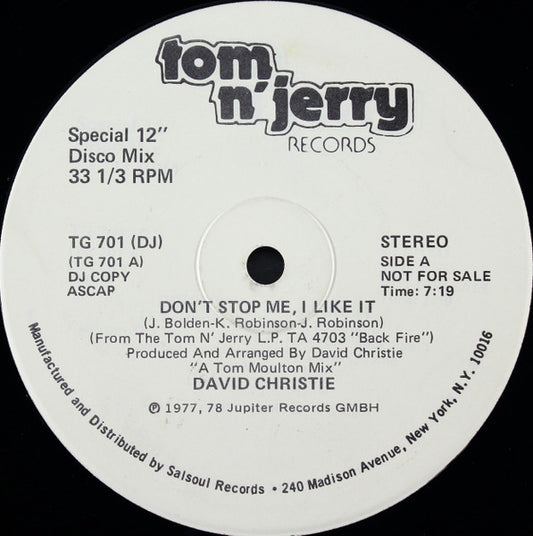 tom
n' jerry
RECORDS
Special 12"
Disco Mix
33 1/3 RPM
TG 701 (DJ)
(TG 701 A)
DJ COPY
ASCAP
STEREO
SIDE A
NOT FOR SALE
Time: 7:19
DON'T STOP ME, I LIKE IT
(J. Bolden-K. Robinson-J. Robinson)
(From The Tom N' Jerry L.P. TA 4703 "Back Fire")
Produced And Arranged By David Christie
"A Tom Moulton Mix"
DAVID CHRISTIE
℗ 1977, 78 Jupiter Records GMBH
Manufactured and Distributed by Salsoul Records • 240 Madison Avenue, New York, N.Y. 10016